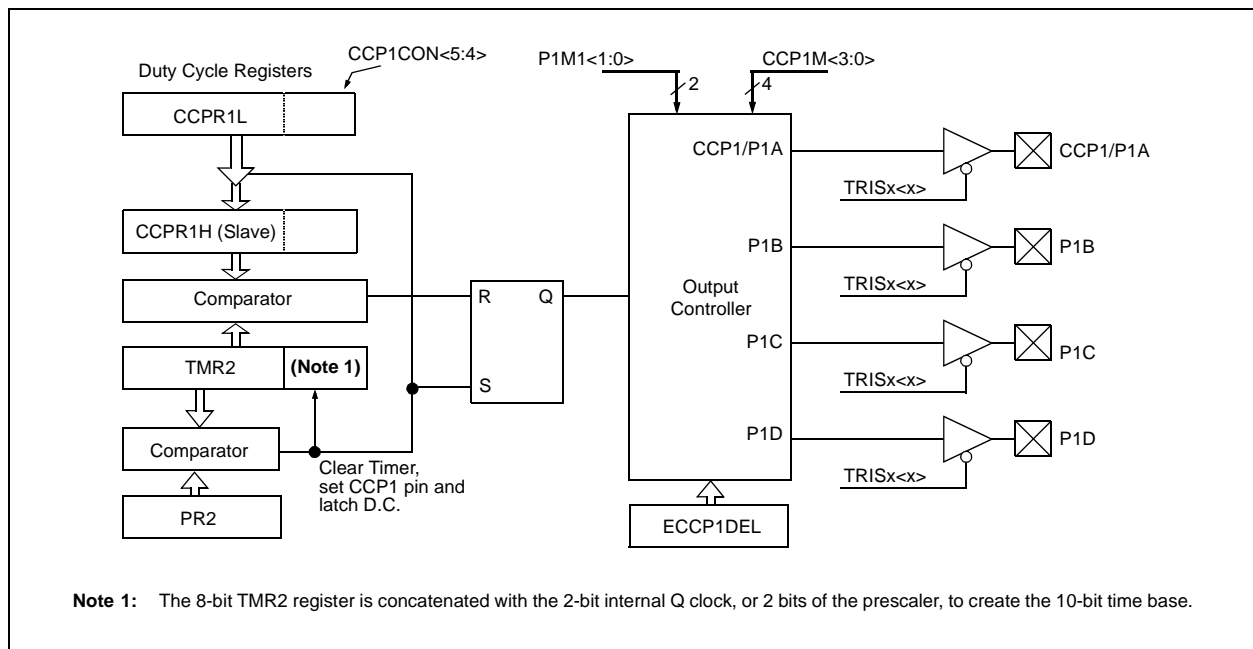 CCP1CON<5:4>
Duty Cycle Registers
CCPR1L
CCPR1H (Slave)
Comparator
TMR2
(Note 1)
Comparator
PR2
Clear Timer,
set CCP1 pin and
latch D.C.
R
Q
S
P1M1<1:0>
2
CCP1M<3:0>
4
Output
Controller
CCP1/P1A
P1B
P1C
P1D
ECCP1DEL
TRISx<x>
CCP1/P1A
TRISx<x>
P1B
TRISx<x>
P1C
TRISx<x>
P1D
Note 1: The 8-bit TMR2 register is concatenated with the 2-bit internal Q clock, or 2 bits of the prescaler, to create the 10-bit time base.